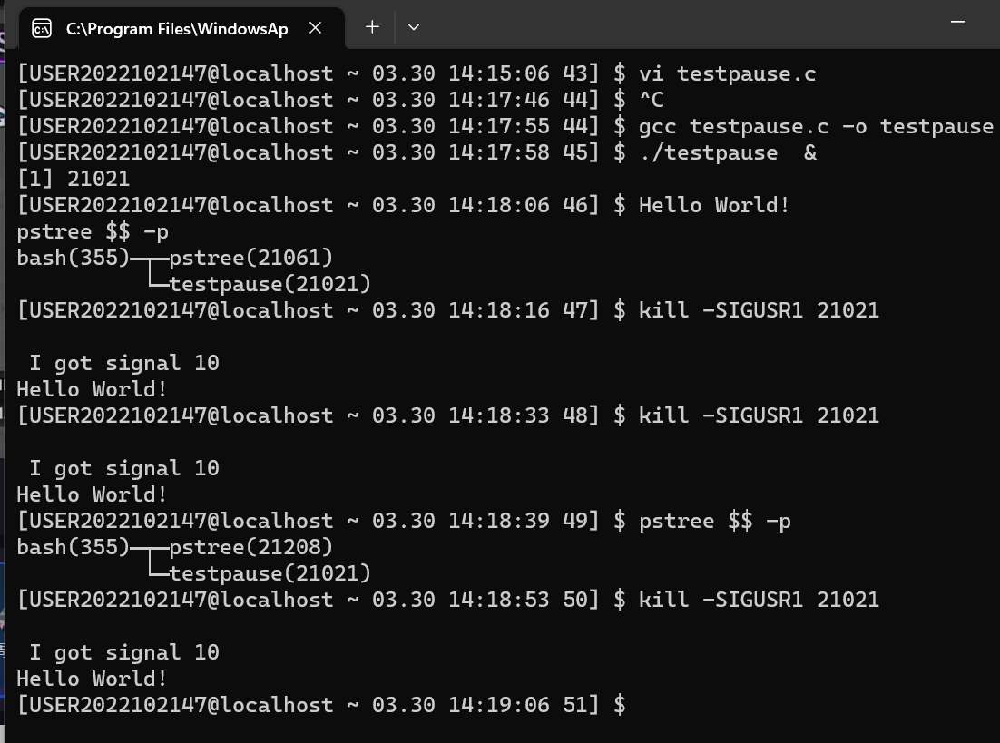 C:\Program Files\WindowsAp
[USER2022102147@localhost ~ 03.30 14:15:06 43] $ vi testpause.c
[USER2022102147@localhost ~ 03.30 14:17:46 44] $ ^C
[USER2022102147@localhost ~ 03.30 14:17:55 44] $ gcc testpause.c -o testpause
[USER2022102147@localhost ~ 03.30 14:17:58 45] $ ./testpause  &
[1] 21021
[USER2022102147@localhost ~ 03.30 14:18:06 46] $ Hello World!
pstree $$ -p
bash(355)─┬─pstree(21061)
          └─testpause(21021)
[USER2022102147@localhost ~ 03.30 14:18:16 47] $ kill -SIGUSR1 21021

 I got signal 10
Hello World!
[USER2022102147@localhost ~ 03.30 14:18:33 48] $ kill -SIGUSR1 21021

 I got signal 10
Hello World!
[USER2022102147@localhost ~ 03.30 14:18:39 49] $ pstree $$ -p
bash(355)─┬─pstree(21208)
          └─testpause(21021)
[USER2022102147@localhost ~ 03.30 14:18:53 50] $ kill -SIGUSR1 21021

 I got signal 10
Hello World!
[USER2022102147@localhost ~ 03.30 14:19:06 51] $